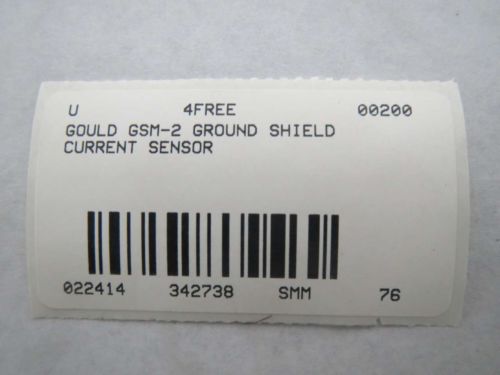 U 4FREE 00200
GOULD GSM-2 GROUND SHIELD
CURRENT SENSOR
022414 342738 SMM 76